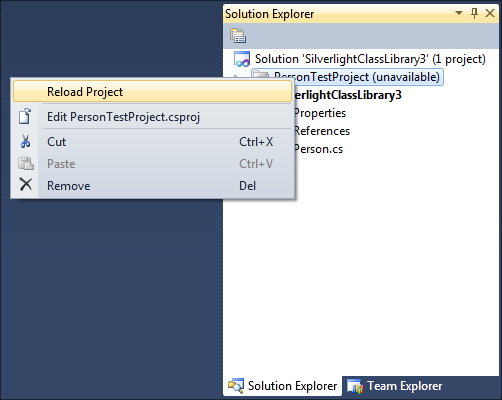 Solution Explorer
Solution 'SilverlightClassLibrary3' (1 project)
PersonTestProject (unavailable)
Reload Project
verlightClassLibrary3
Edit PersonTestProject.csproj
Properties
References
Cut Ctrl+X
Person.cs
Paste Ctrl+V
Remove Del
Solution Explorer
Team Explorer